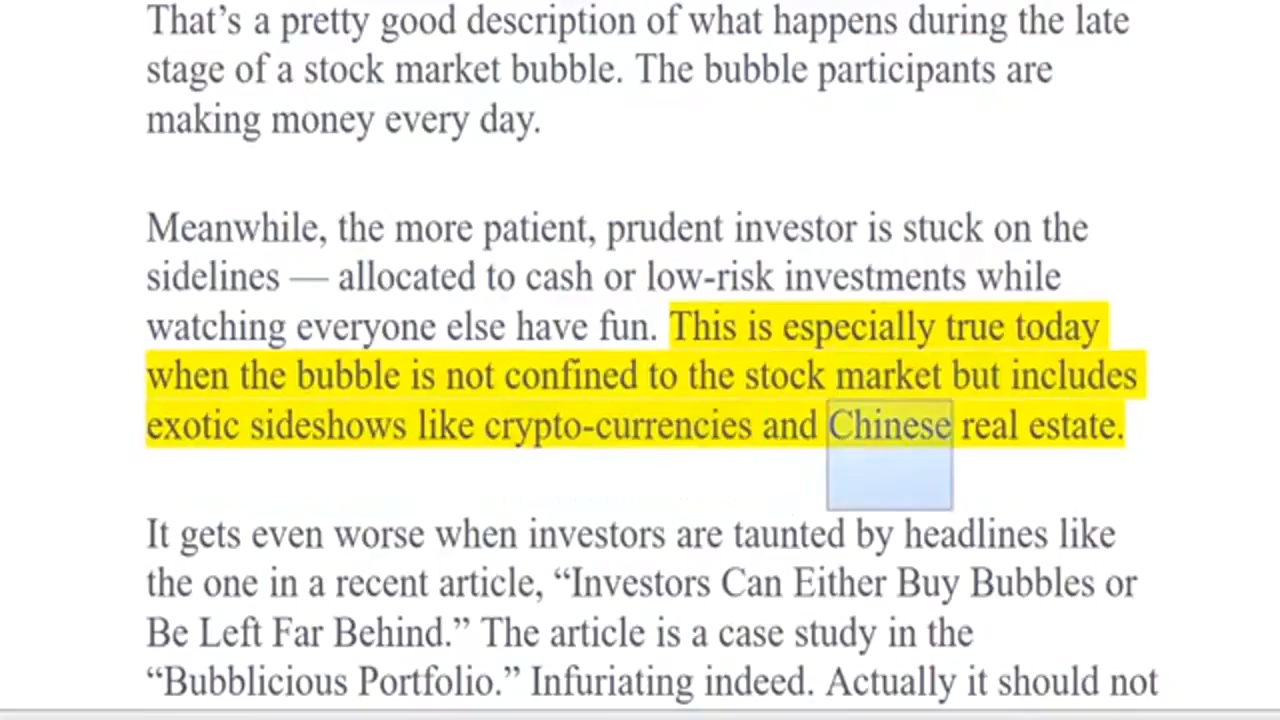 That’s a pretty good description of what happens during the late
stage of a stock market bubble. The bubble participants are
making money every day.
Meanwhile, the more patient, prudent investor is stuck on the
sidelines — allocated to cash or low-risk investments while
watching everyone else have fun. This is especially true today
when the bubble is not confined to the stock market but includes
exotic sideshows like crypto-currencies and Chinese real estate.
It gets even worse when investors are taunted by headlines like
the one in a recent article, “Investors Can Either Buy Bubbles or
Be Left Far Behind.” The article is a case study in the
“Bubblicious Portfolio.” Infuriating indeed. Actually it should not